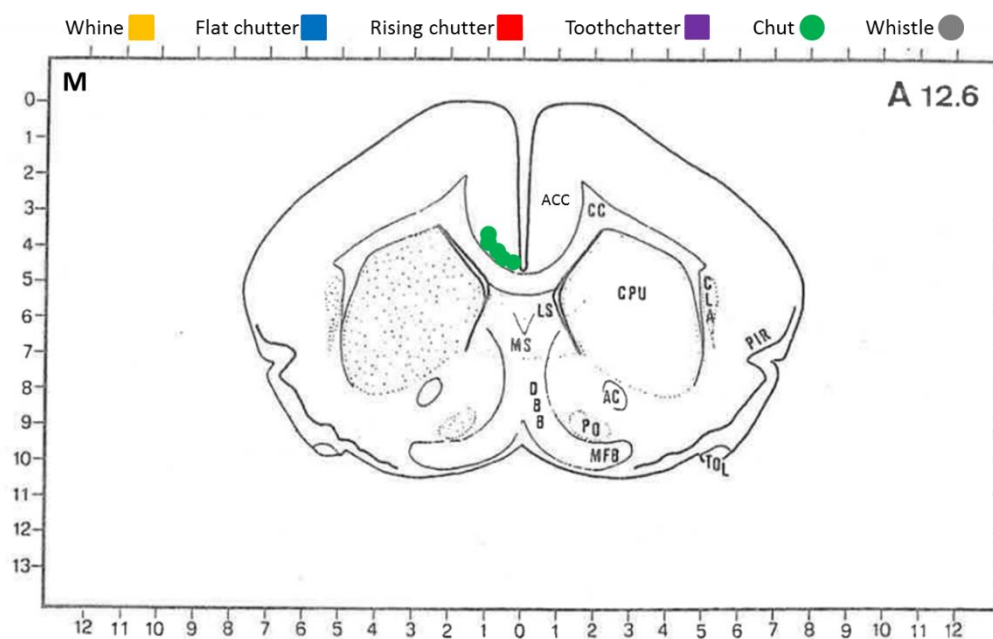 Whine Flat chutter Rising chutter Toothchatter Chut Whistle
M
A 12.6
0
1
2
3
4
5
6
7
8
9
10
11
12
13
ACC
CC
CPU
CLA
LS
MS
PIR
DBB
AC
PO
MFB
TOL
12 11 10 9 8 7 6 5 4 3 2 1 0 1 2 3 4 5 6 7 8 9 10 11 12